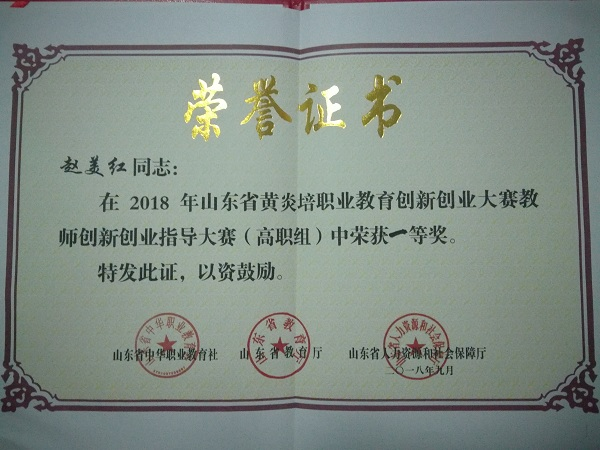 荣誉证书
赵美红同志:
在 2018 年山东省黄炎培职业教育创新创业大赛教
师创新创业指导大赛（高职组）中荣获一等奖。
特发此证，以资鼓励。
山东省中华职业教育社 山东省教育厅 山东省人力资源和社会保障厅
二〇一八年九月